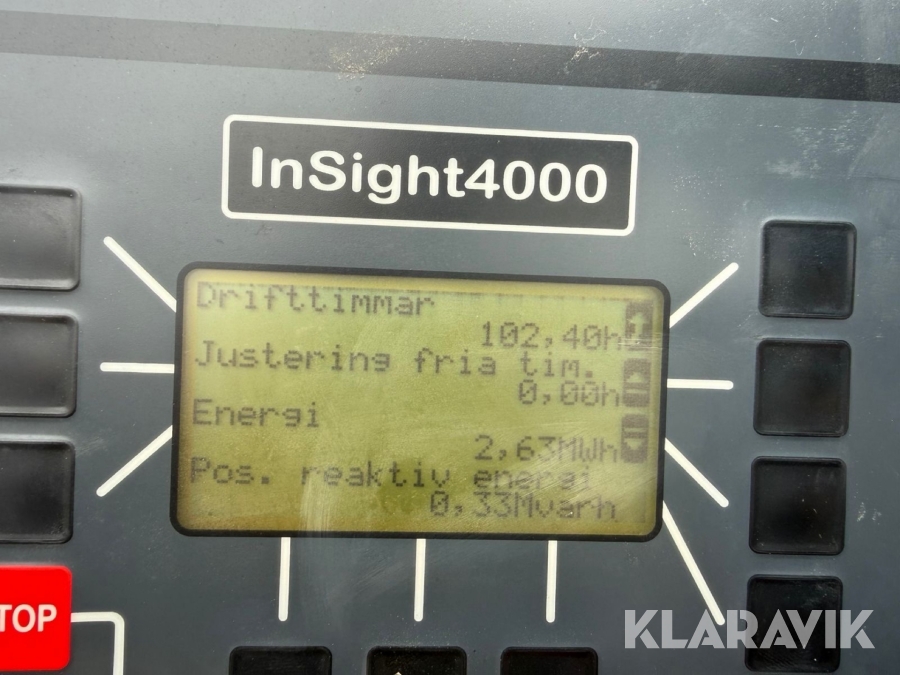 InSight4000
Drifttimmar
102,40h
Justering fria tim.
0,00h
Energi
2,63MWh
Pos. reaktiv energi
0,33Mvarh
TOP
KLARAVIK